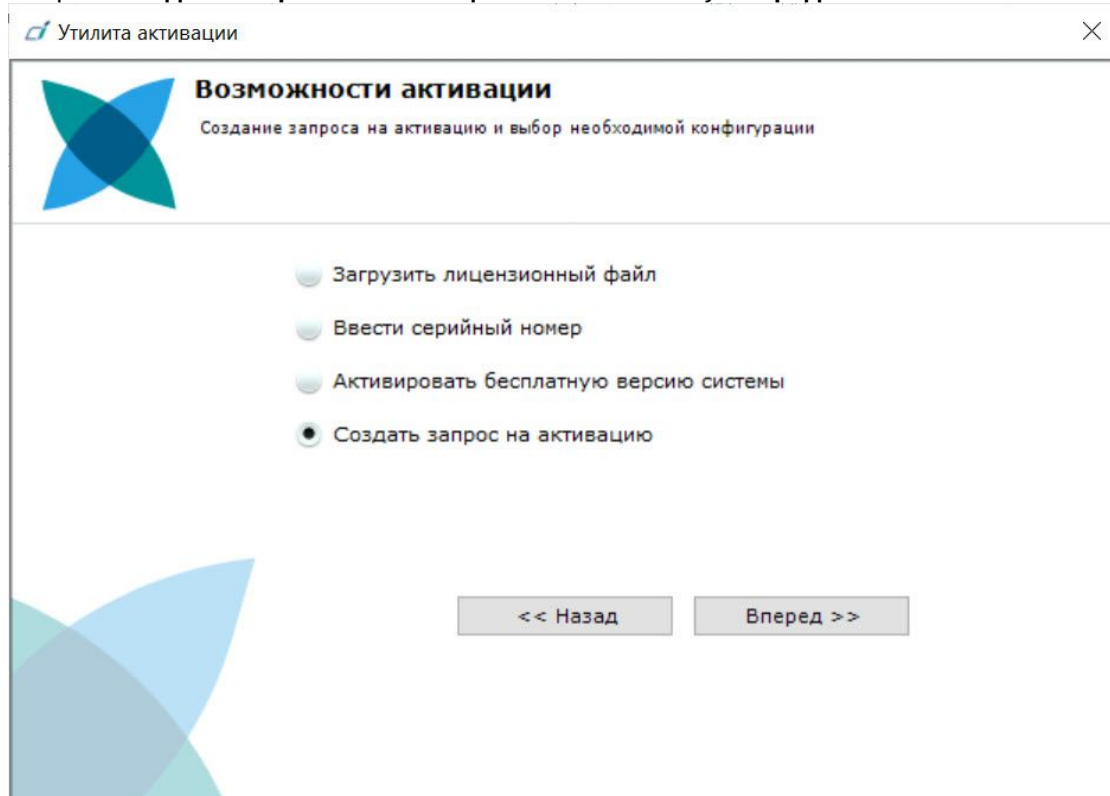 Утилита активации
Возможности активации
Создание запроса на активацию и выбор необходимой конфигурации
Загрузить лицензионный файл
Ввести серийный номер
Активировать бесплатную версию системы
Создать запрос на активацию
<< Назад
Вперед >>